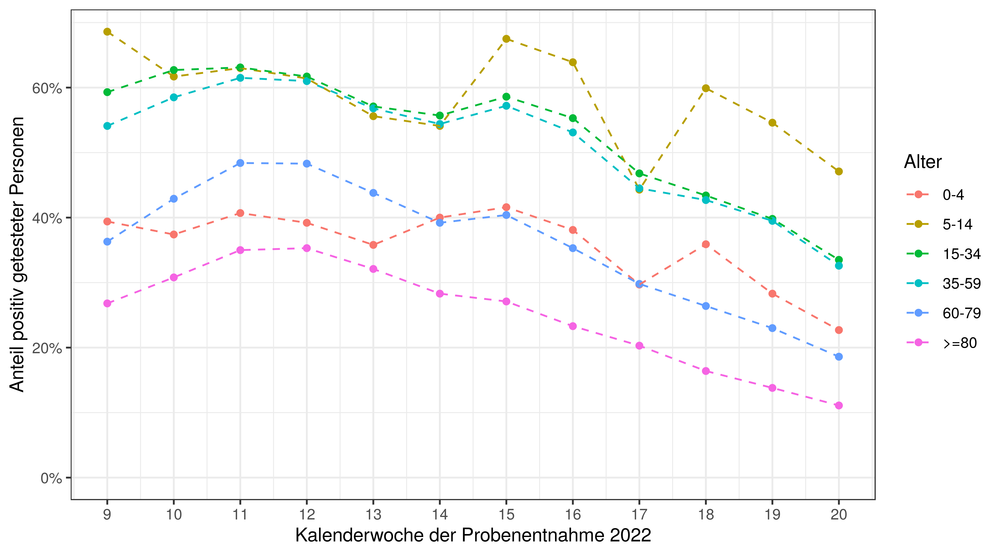 Anteil positiv getesteter Personen
60%
40%
20%
0%
9 10 11 12 13 14 15 16 17 18 19 20
Kalenderwoche der Probenentnahme 2022
Alter
0-4
5-14
15-34
35-59
60-79
>=80